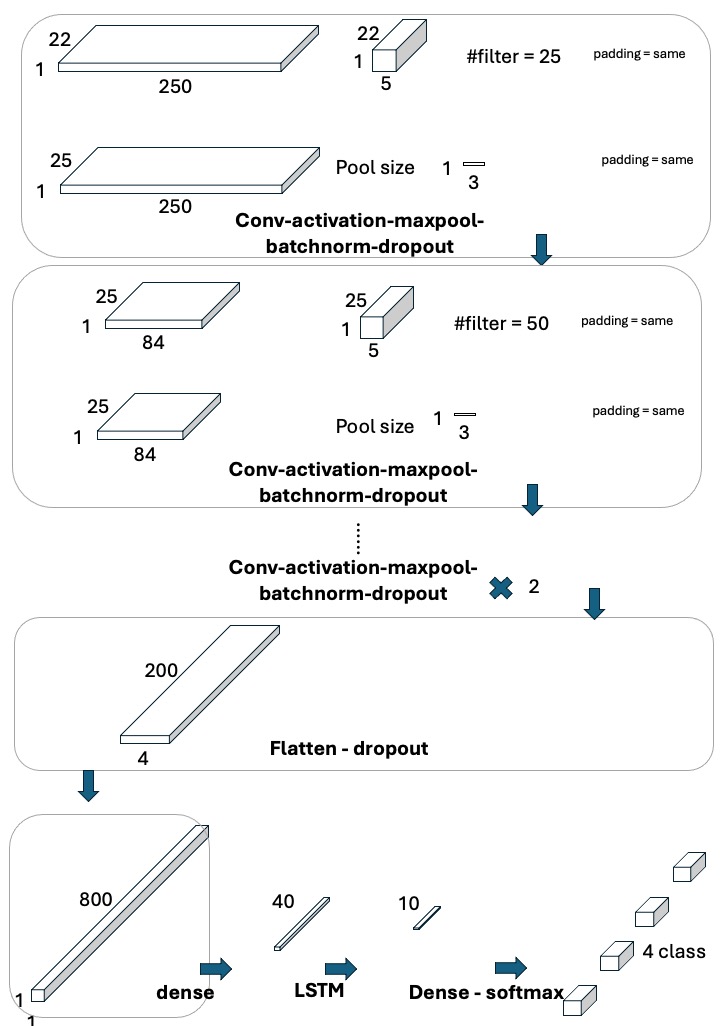 22
1
250
22
1
5
#filter = 25
padding = same
25
1
250
Pool size
1
3
padding = same
Conv-activation-maxpool-
batchnorm-dropout
25
1
84
25
1
5
#filter = 50
padding = same
25
1
84
Pool size
1
3
padding = same
Conv-activation-maxpool-
batchnorm-dropout
Conv-activation-maxpool-
batchnorm-dropout
2
200
4
Flatten - dropout
800
1
1
dense
40
LSTM
10
Dense - softmax
4 class